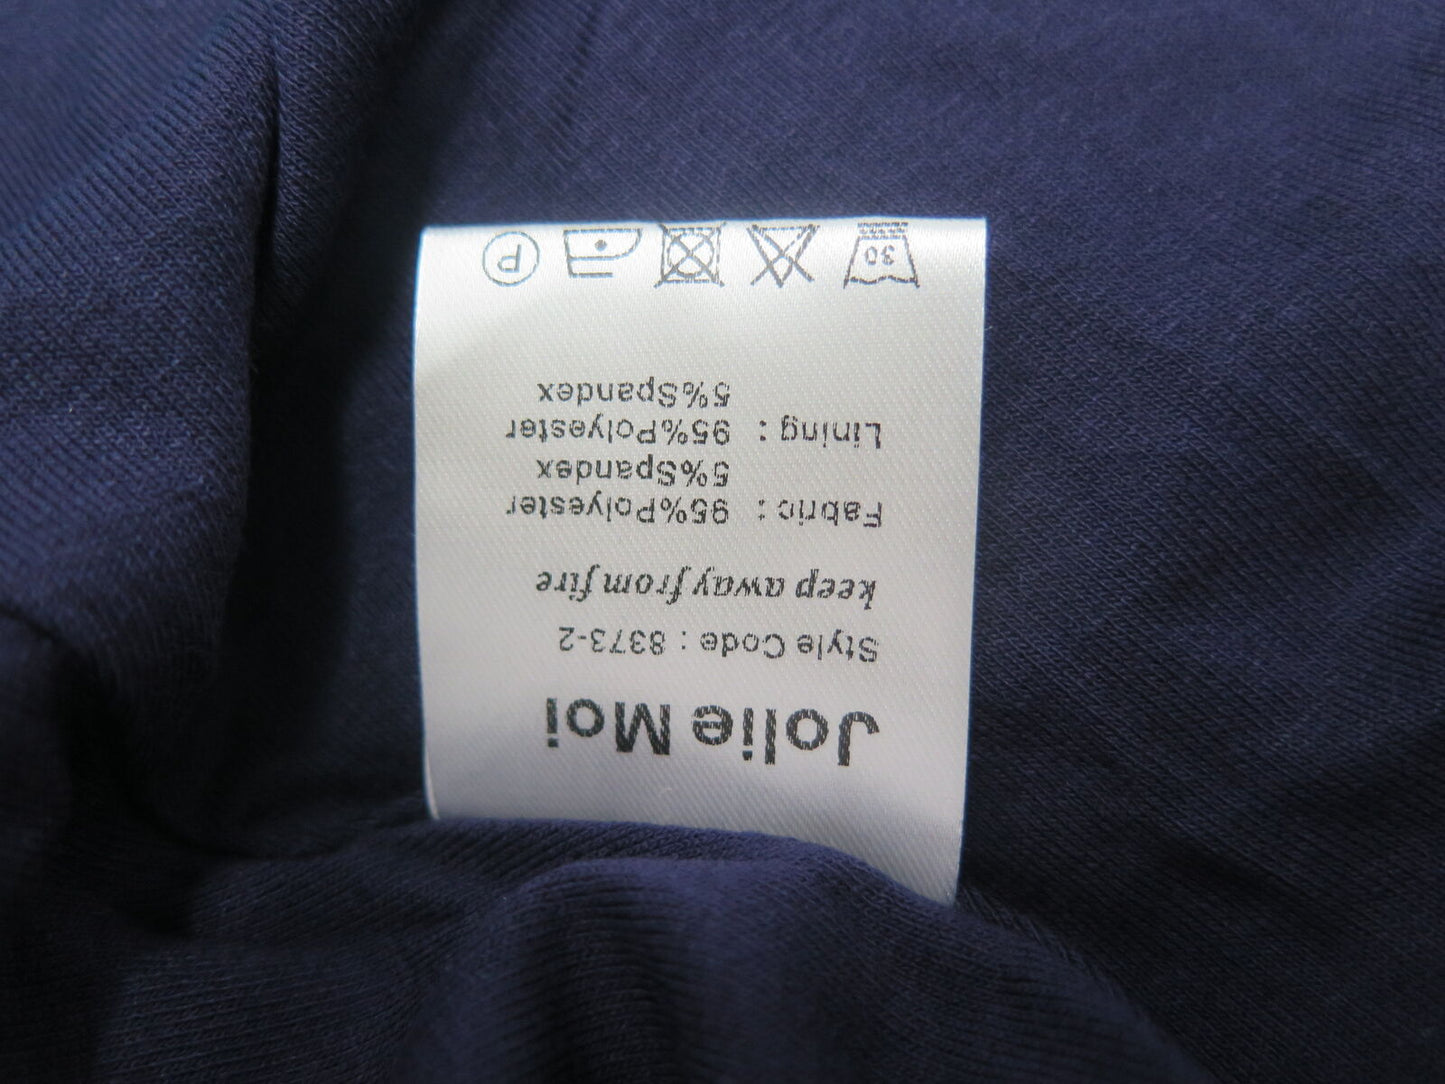 Jolie Moi
Style Code : 8373-2
keep away from fire
Fabric : 95%Polyester
5%Spandex
Lining : 95%Polyester
5%Spandex
30 P